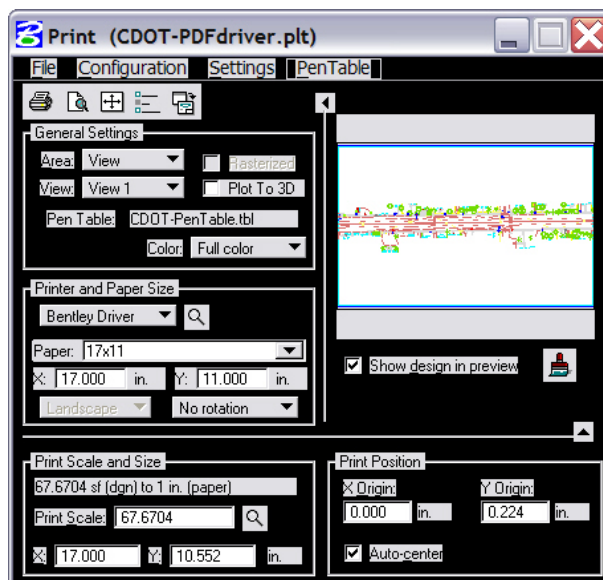 Print (CDOT-PDFdriver.plt)
File Configuration Settings PenTable
General Settings
Area: View Rasterized
View: View 1 Plot To 3D
Pen Table: CDOT-PenTable.tbl
Color: Full color
Printer and Paper Size
Bentley Driver
Paper: 17x11
X: 17.000 in. Y: 11.000 in.
Landscape No rotation
Show design in preview
Print Scale and Size
67.6704 sf (dgn) to 1 in. (paper)
Print Scale: 67.6704
X: 17.000 Y: 10.552 in.
Print Position
X Origin: Y Origin:
0.000 in. 0.224 in.
Auto-center